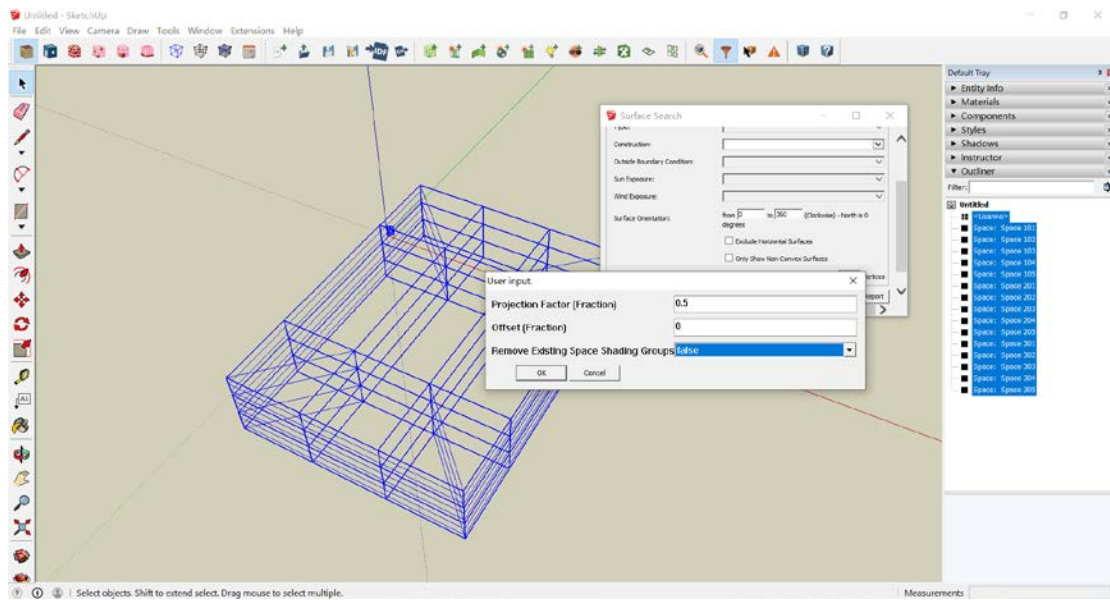 Untitled - SketchUp
File Edit View Camera Draw Tools Window Extensions Help
Default Tray
Entity Info
Materials
Components
Styles
Shadows
Instructor
Outliner
Filter:
Untitled
Space: Space 101
Space: Space 102
Space: Space 103
Space: Space 104
Space: Space 105
Space: Space 201
Space: Space 202
Space: Space 203
Space: Space 204
Space: Space 205
Space: Space 301
Space: Space 302
Space: Space 303
Space: Space 304
Space: Space 305
Surface Search
Construction:
Outside Boundary Condition:
Sun Exposure:
Wind Exposure:
Surface Orientation: from 0 to 360 (Clockwise) - North is 0
degrees
Exclude Horizontal Surfaces
Only Show Non-Convex Surfaces
User input.
Projection Factor (Fraction) 0.5
Offset (Fraction) 0
Remove Existing Space Shading Groups false
OK Cancel
Select objects. Shift to extend select. Drag mouse to select multiple.
Measurements